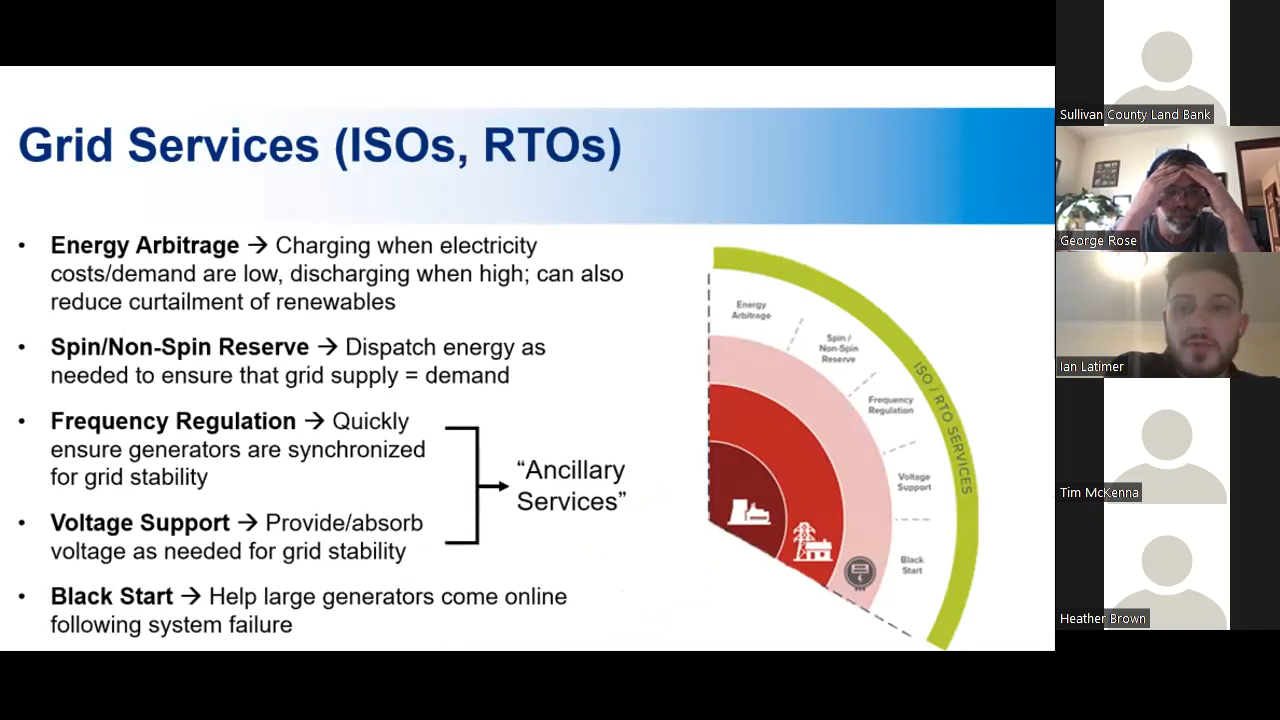 Grid Services (ISOs, RTOs)
• Energy Arbitrage → Charging when electricity
costs/demand are low, discharging when high; can also
reduce curtailment of renewables
• Spin/Non-Spin Reserve → Dispatch energy as
needed to ensure that grid supply = demand
• Frequency Regulation → Quickly
ensure generators are synchronized
for grid stability
• Voltage Support → Provide/absorb
voltage as needed for grid stability
“Ancillary
Services”
• Black Start → Help large generators come online
following system failure
Energy
Arbitrage
Spin /
Non-Spin
Reserve
Frequency
Regulation
Voltage
Support
Black
Start
ISO / RTO SERVICES
Sullivan County Land Bank
George Rose
Ian Latimer
Tim McKenna
Heather Brown